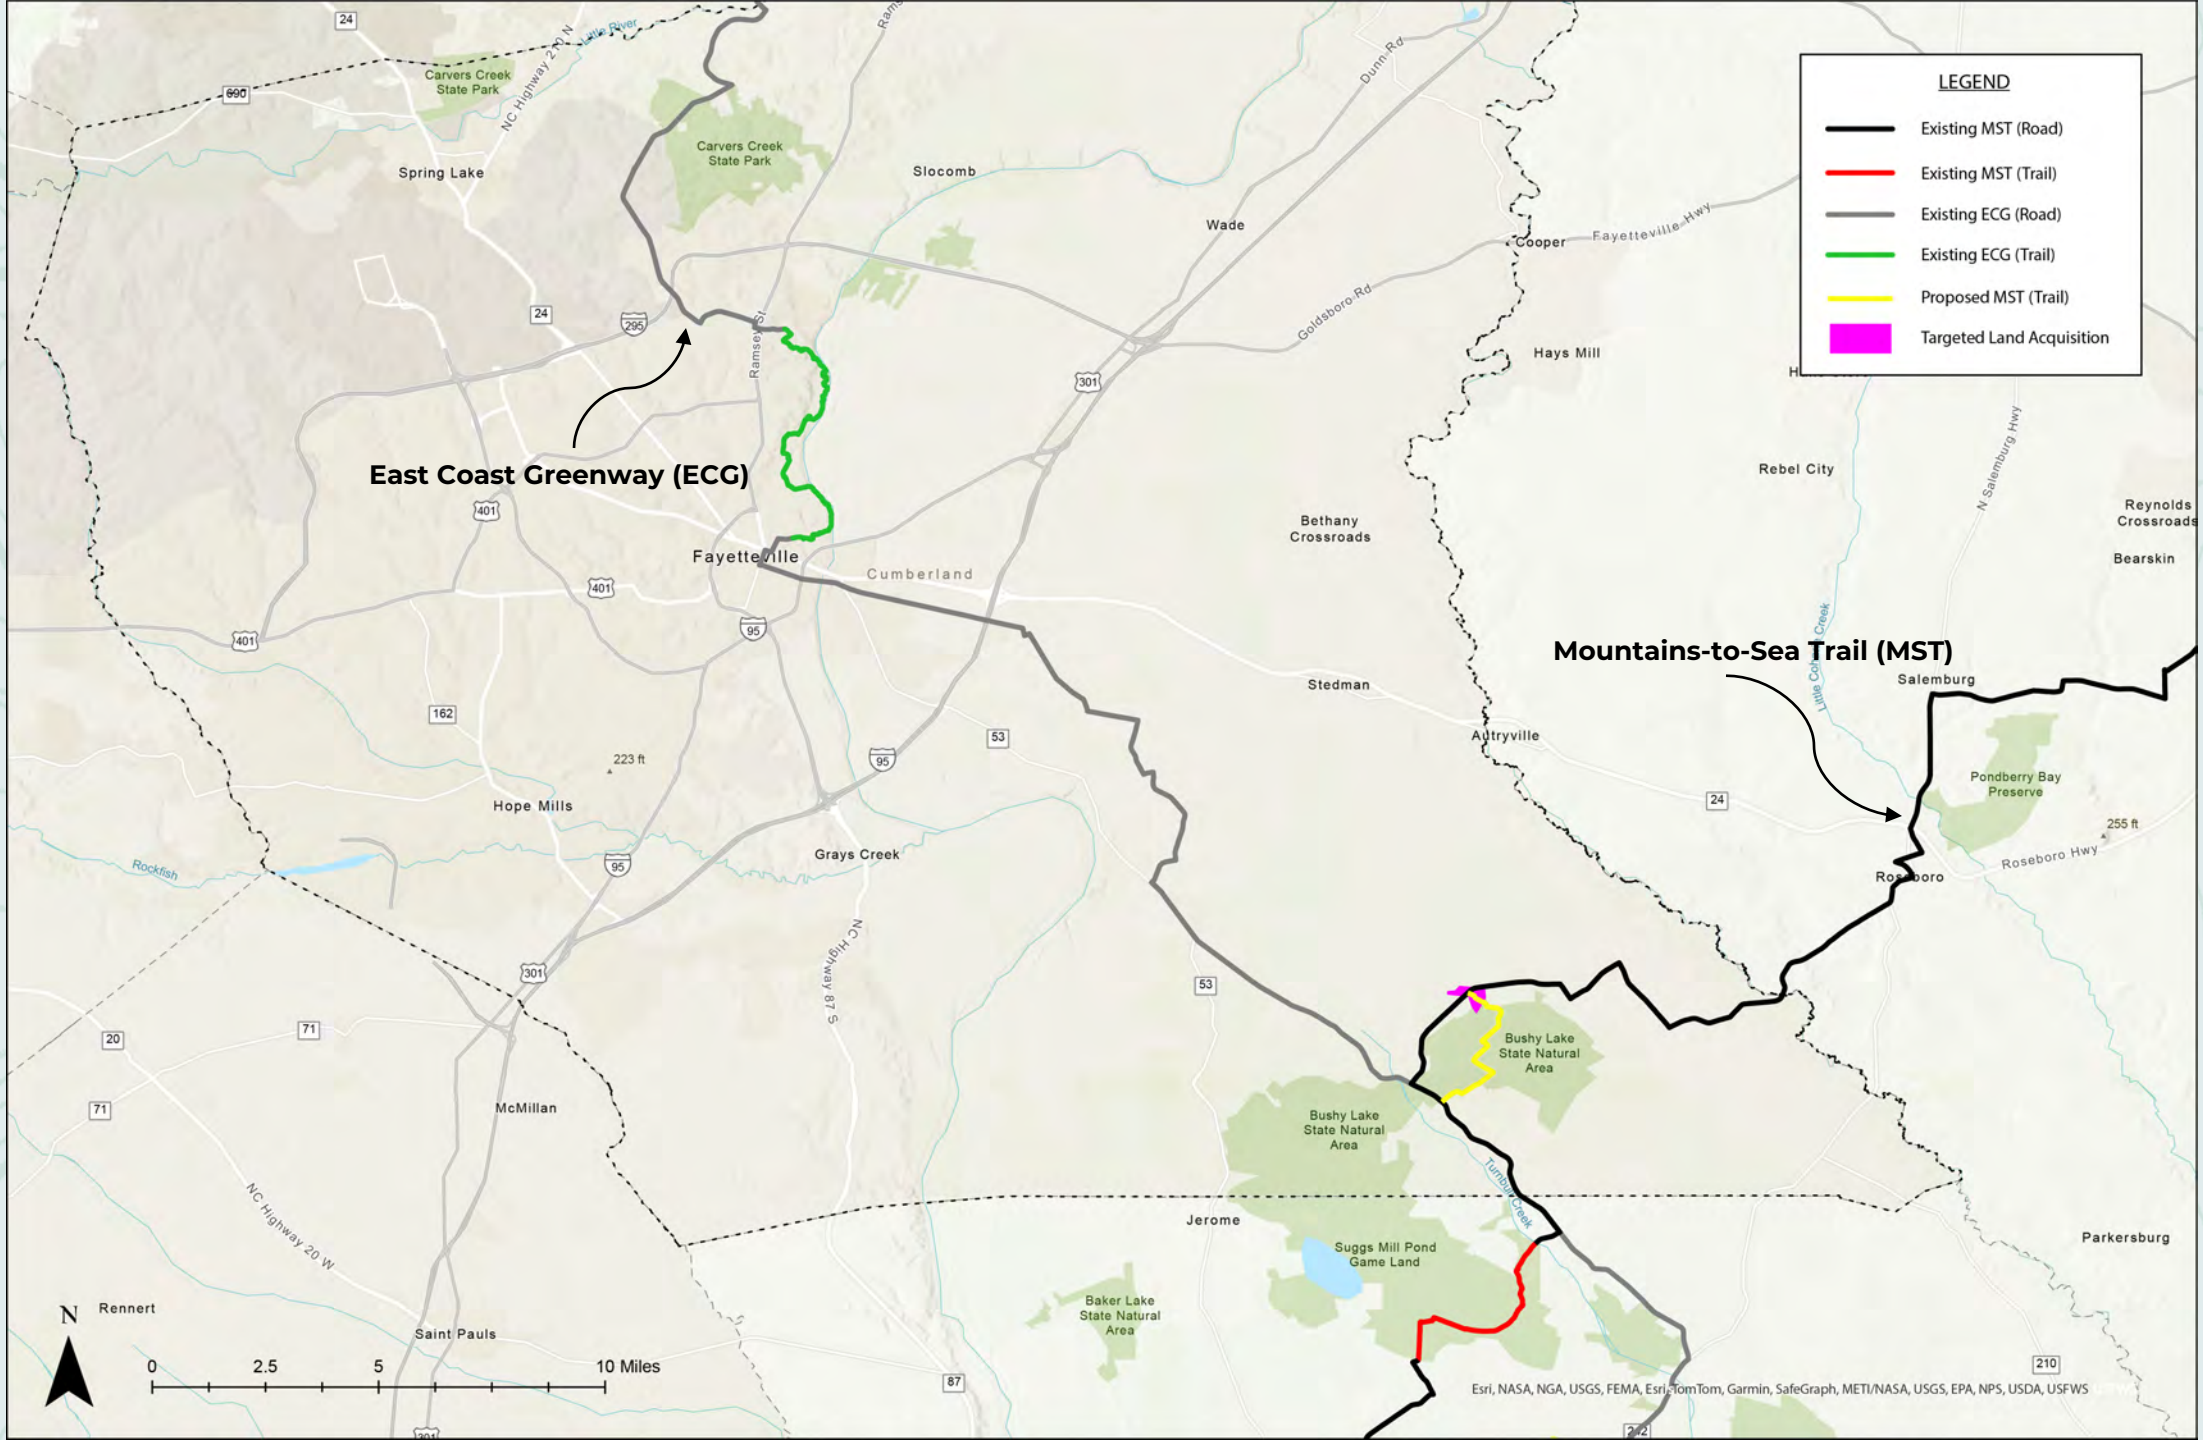 24
Little River
Rams
Carvers Creek
State Park
690
NC Highway 210 N
Dunn Rd
LEGEND
Existing MST (Road)
Existing MST (Trail)
Existing ECG (Road)
Existing ECG (Trail)
Proposed MST (Trail)
Targeted Land Acquisition
Carvers Creek
State Park
Spring Lake
Slocomb
Wade
Cooper
Fayetteville Hwy
Goldsboro Rd
24
295
Ramsey St
Hays Mill
301
East Coast Greenway (ECG)
Rebel City
N Salemburg Hwy
Reynolds
Crossroads
401
Bethany
Crossroads
Bearskin
Fayetteville
Cumberland
401
95
401
Mountains-to-Sea Trail (MST)
Salemburg
Stedman
162
53
Autryville
223 ft
95
Pondberry Bay
Preserve
24
Hope Mills
255 ft
Roseboro Hwy
Rockfish
95
Grays Creek
Roseboro
NC Highway 87 S
301
53
20
71
Bushy Lake
State Natural
Area
71
McMillan
Bushy Lake
State Natural
Area
Turnbull Creek
NC Highway 20 W
Jerome
Suggs Mill Pond
Game Land
Parkersburg
N
Rennert
Baker Lake
State Natural
Area
Saint Pauls
0 2.5 5 10 Miles
87
210
Esri, NASA, NGA, USGS, FEMA, Esri, TomTom, Garmin, SafeGraph, METI/NASA, USGS, EPA, NPS, USDA, USFWS
301
242